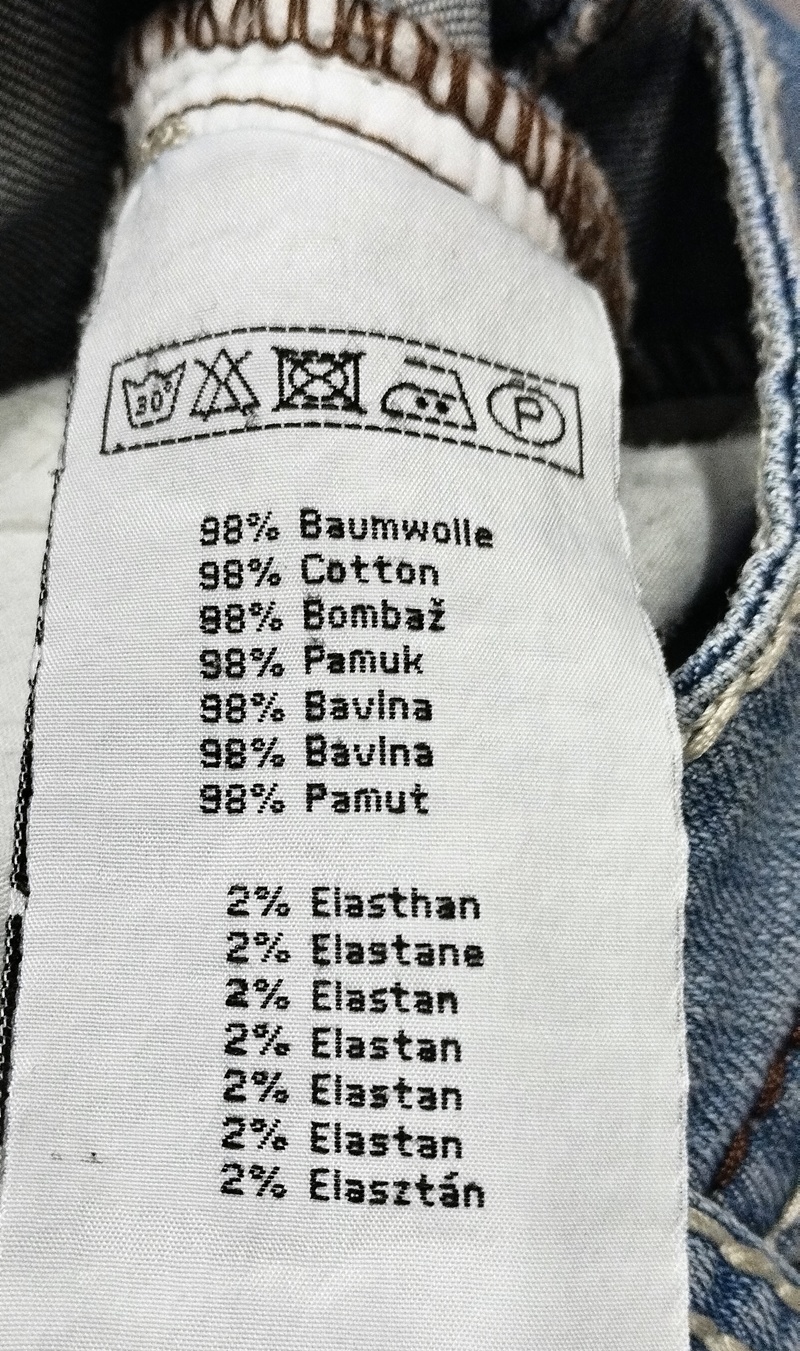 30°
P
98% Baumwolle
98% Cotton
98% Bombaž
98% Pamuk
98% Bavlna
98% Bavlna
98% Pamut
2% Elasthan
2% Elastane
2% Elastan
2% Elastan
2% Elastan
2% Elastan
2% Elasztán